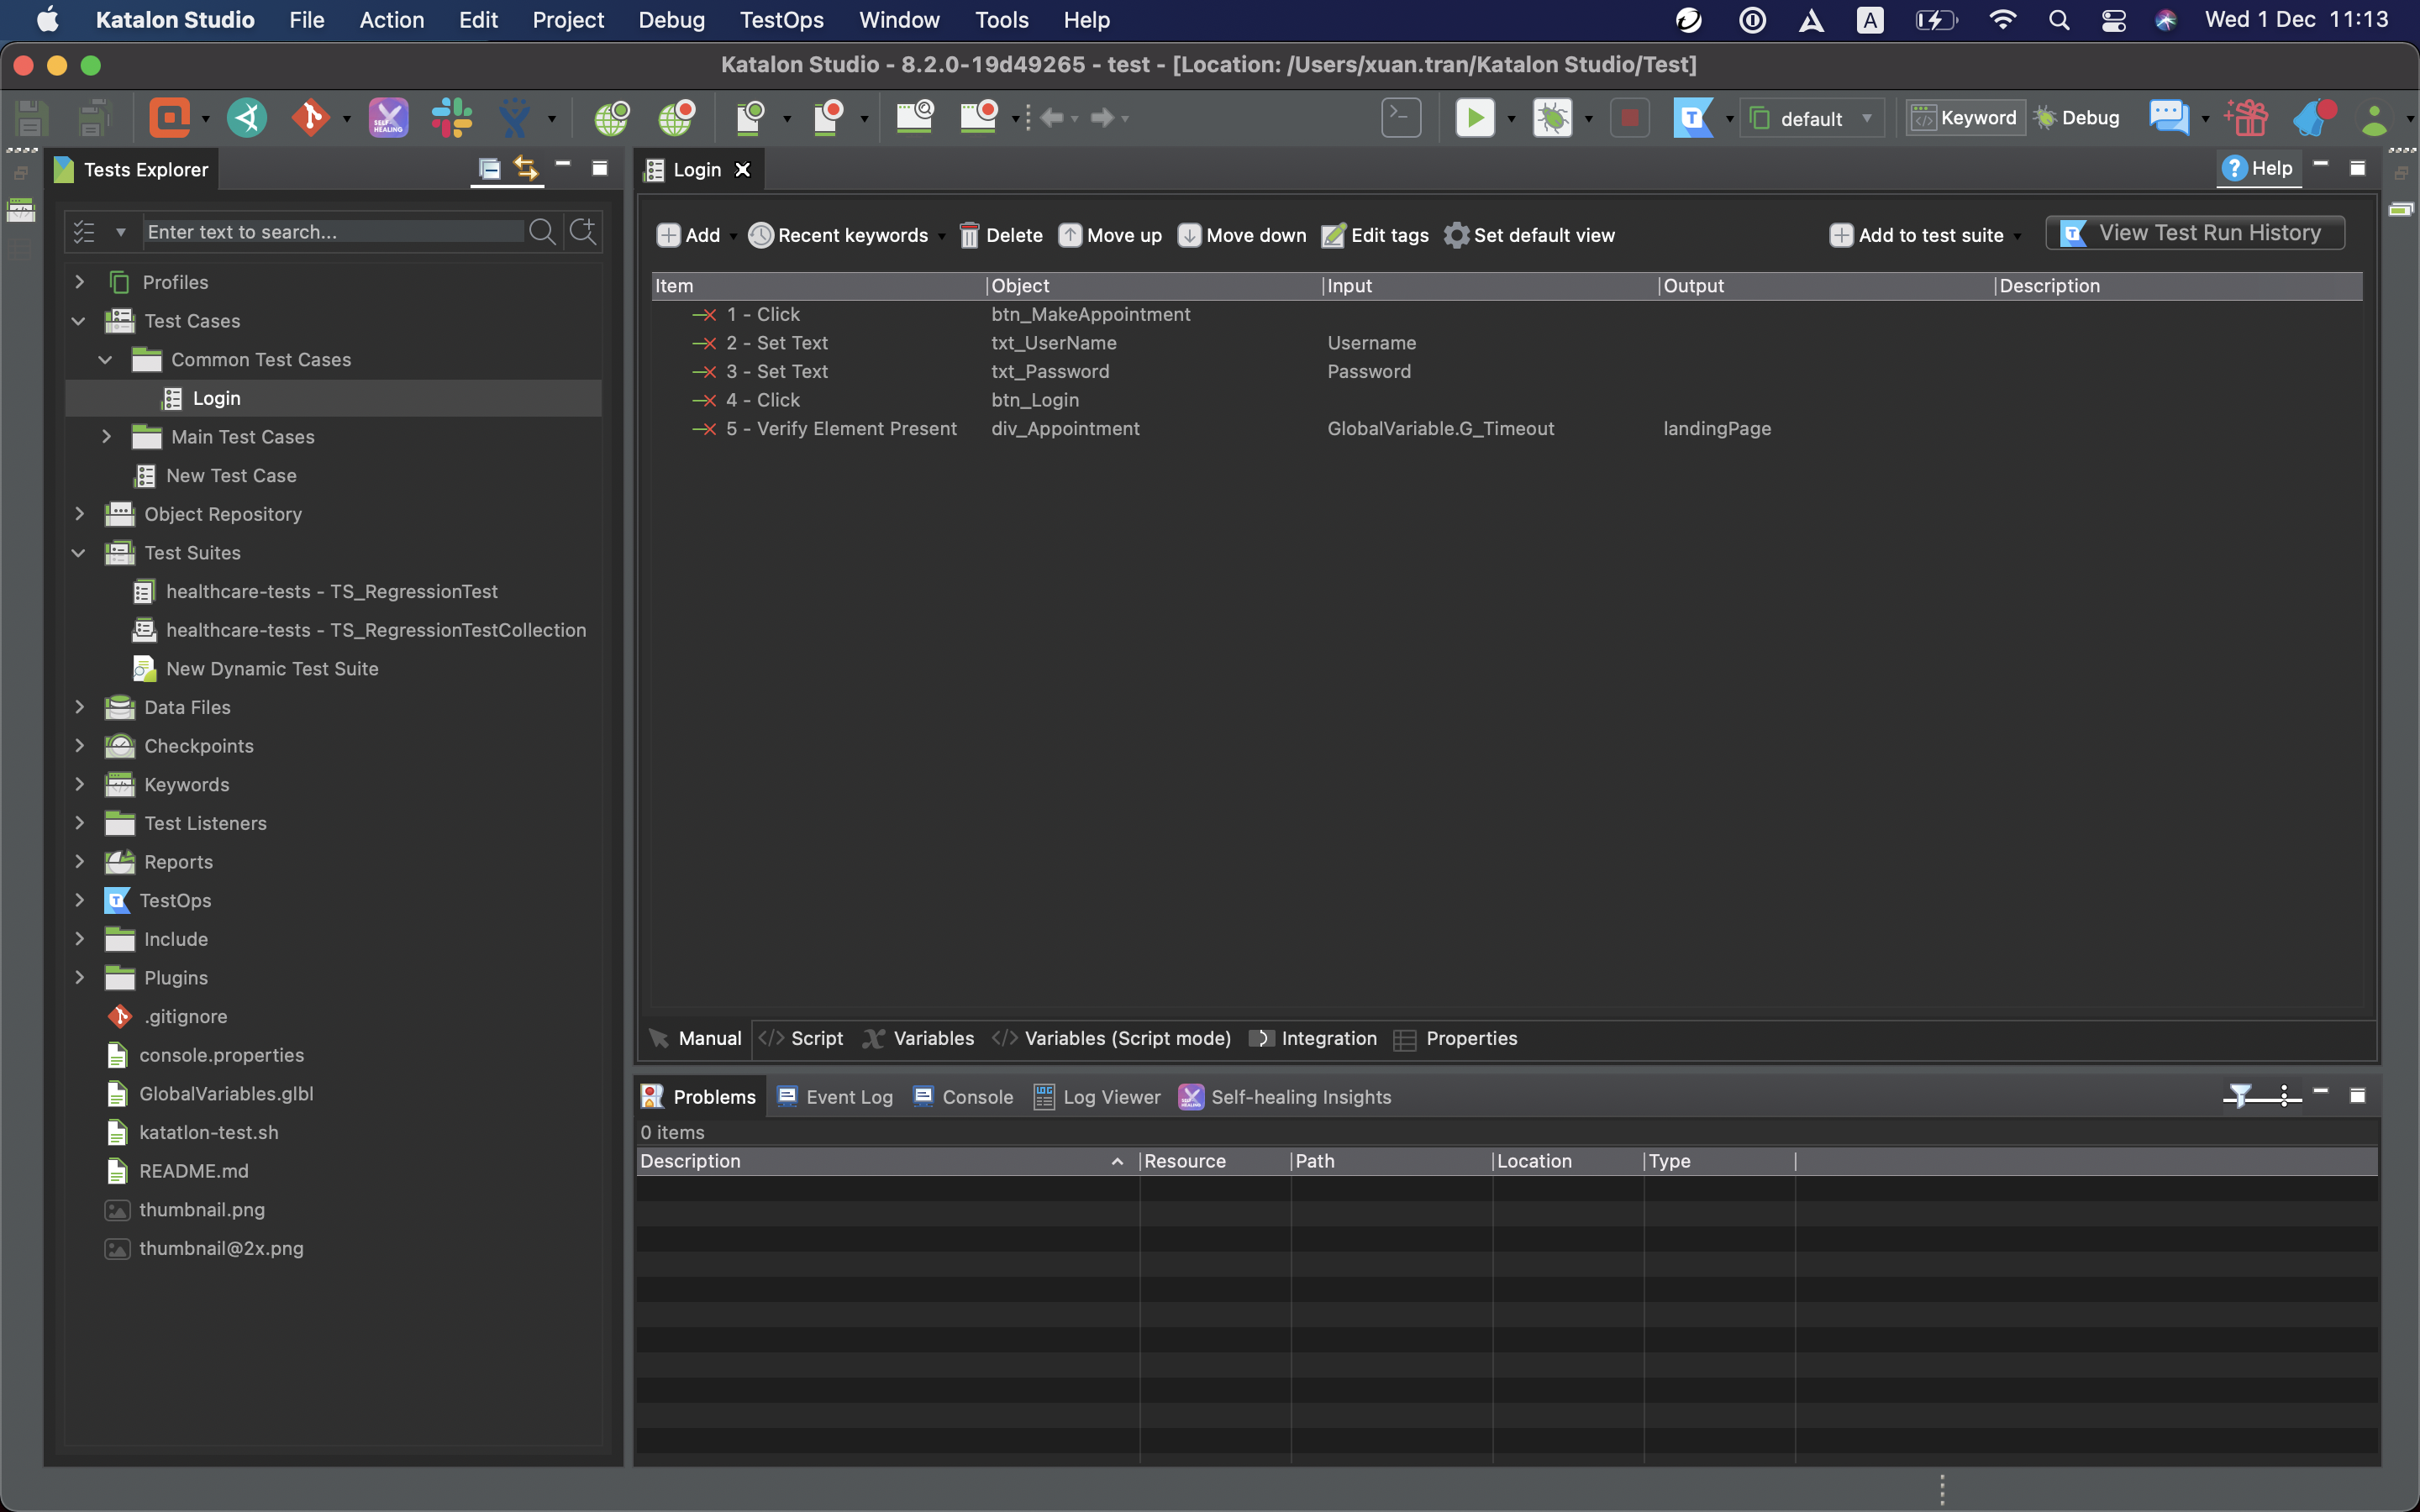 Katalon Studio File Action Edit Project Debug TestOps Window Tools Help A Wed 1 Dec 11:13
Katalon Studio - 8.2.0-19d49265 - test - [Location: /Users/xuan.tran/Katalon Studio/Test]
SELF HEALING default Keyword Debug
Tests Explorer
Enter text to search...
Profiles
Test Cases
Common Test Cases
Login
Main Test Cases
New Test Case
Object Repository
Test Suites
healthcare-tests - TS_RegressionTest
healthcare-tests - TS_RegressionTestCollection
New Dynamic Test Suite
Data Files
Checkpoints
Keywords
Test Listeners
Reports
TestOps
Include
Plugins
.gitignore
console.properties
GlobalVariables.glbl
katatlon-test.sh
README.md
thumbnail.png
thumbnail@2x.png
Login Help
Add Recent keywords Delete Move up Move down Edit tags Set default view Add to test suite View Test Run History
Item Object Input Output Description
1 - Click btn_MakeAppointment
2 - Set Text txt_UserName Username
3 - Set Text txt_Password Password
4 - Click btn_Login
5 - Verify Element Present div_Appointment GlobalVariable.G_Timeout landingPage
Manual Script Variables Variables (Script mode) Integration Properties
Problems Event Log Console Log Viewer Self-healing Insights
0 items
Description Resource Path Location Type